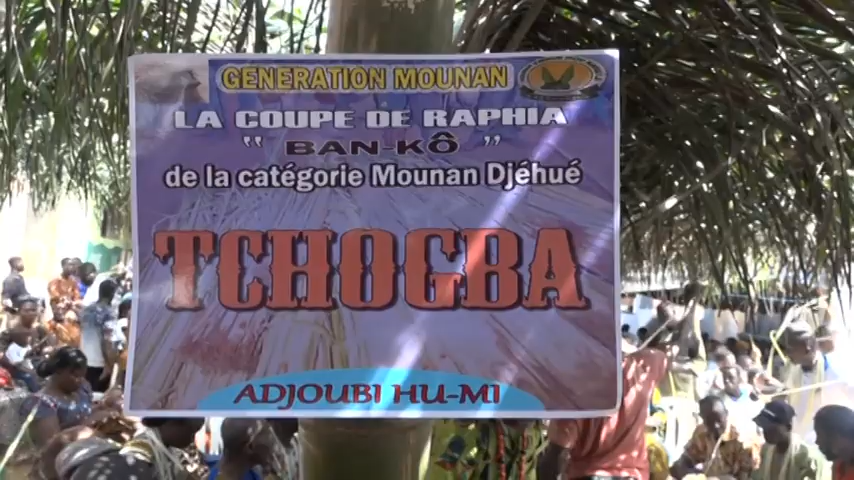 GENERATION MOUNAN
LA COUPE DE RAPHIA
" BAN-KÔ "
de la catégorie Mounan Djéhué
TCHOGBA
ADJOUBI HU-MI